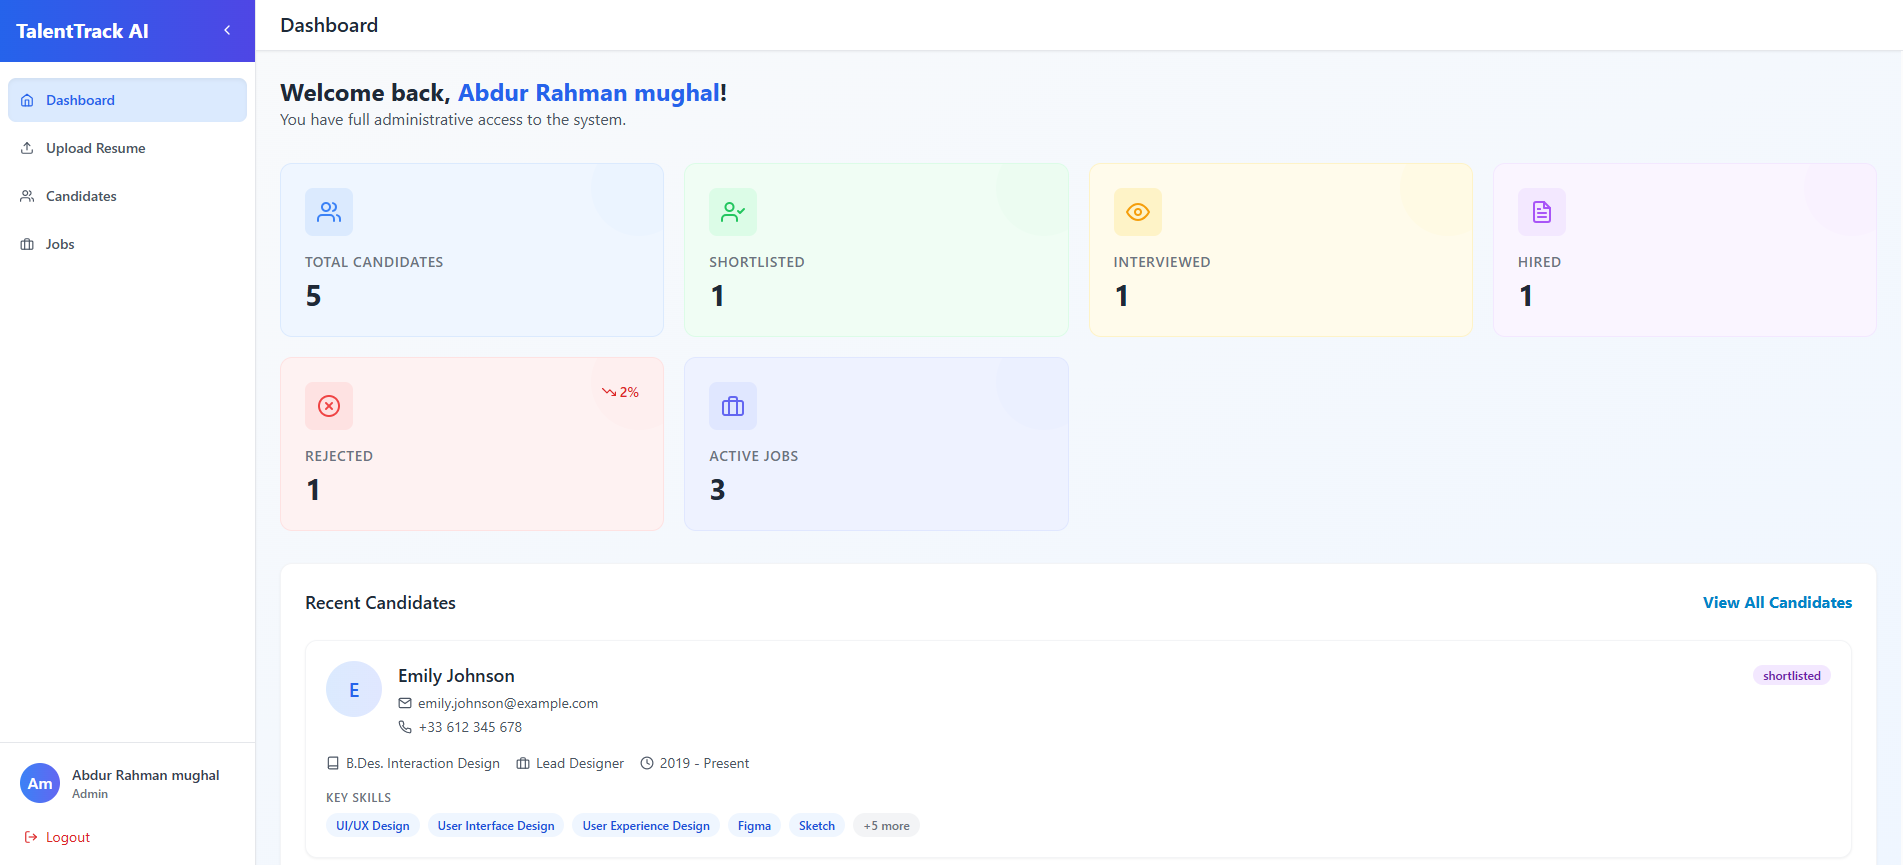 TalentTrack AI
Dashboard
Upload Resume
Candidates
Jobs
Am
Abdur Rahman mughal
Admin
Logout
Dashboard
Welcome back, Abdur Rahman mughal!
You have full administrative access to the system.
TOTAL CANDIDATES
5
SHORTLISTED
1
INTERVIEWED
1
HIRED
1
2%
REJECTED
1
ACTIVE JOBS
3
Recent Candidates
View All Candidates
E
Emily Johnson
shortlisted
emily.johnson@example.com
+33 612 345 678
B.Des. Interaction Design Lead Designer 2019 - Present
KEY SKILLS
UI/UX Design User Interface Design User Experience Design Figma Sketch +5 more